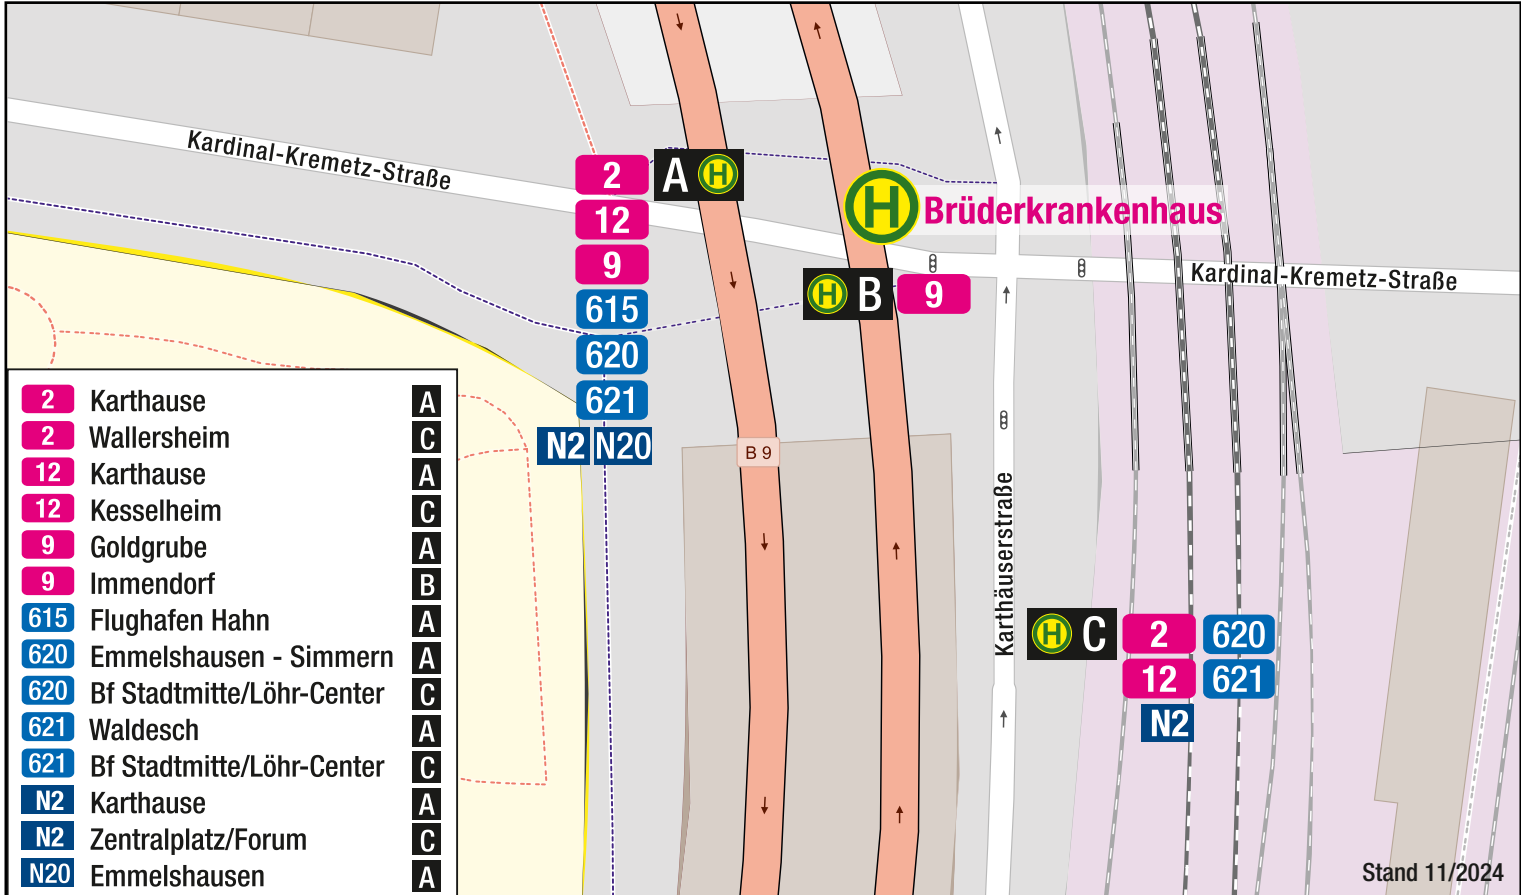 Kardinal-Kremetz-Straße
2
A H
12
9
615
620
621
N2 N20
H Brüderkrankenhaus
H B 9
Kardinal-Kremetz-Straße
B 9
Karthäuserstraße
H C 2 620
12 621
N2
2 Karthause A
2 Wallersheim C
12 Karthause A
12 Kesselheim C
9 Goldgrube A
9 Immendorf B
615 Flughafen Hahn A
620 Emmelshausen - Simmern A
620 Bf Stadtmitte/Löhr-Center C
621 Waldesch A
621 Bf Stadtmitte/Löhr-Center C
N2 Karthause A
N2 Zentralplatz/Forum C
N20 Emmelshausen A
Stand 11/2024